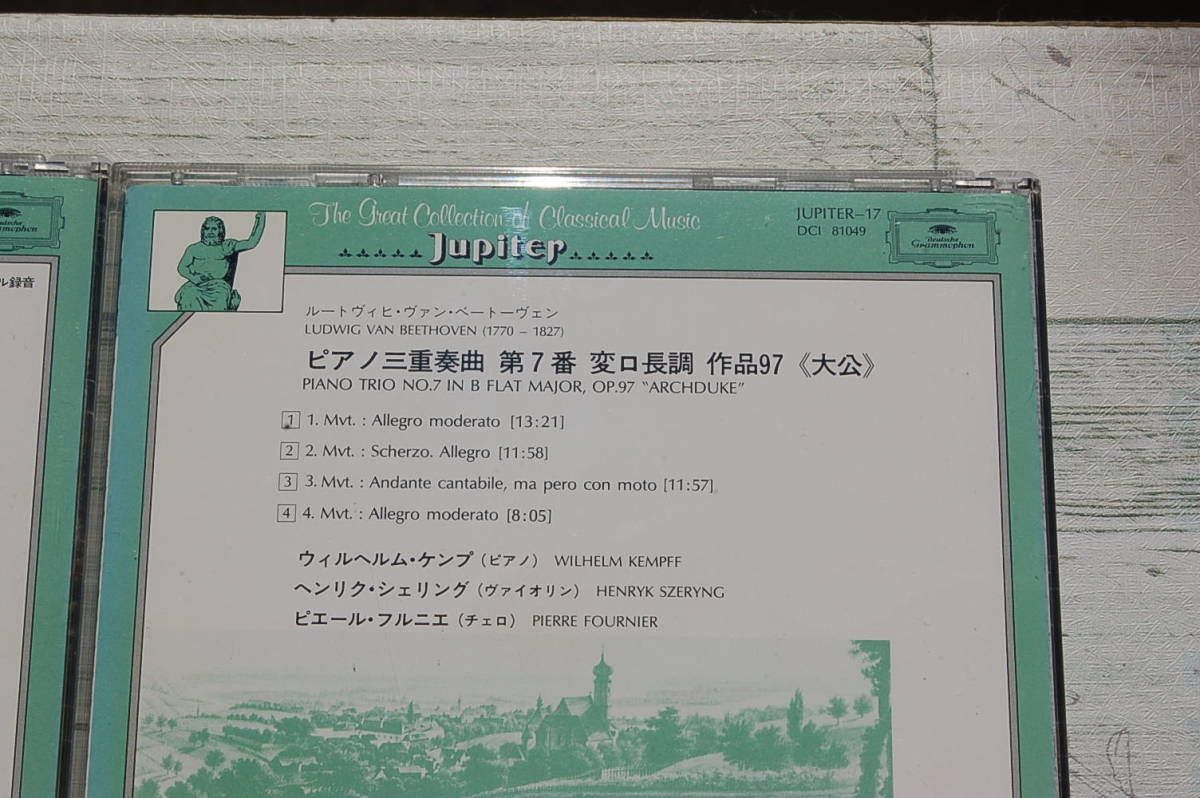 ル録音
Deutsche
Grammophon
The Great Collection of Classical Music
Jupiter
JUPITER–17
DCI 81049
Deutsche
Grammophon
ルートヴィヒ・ヴァン・ベートーヴェン
LUDWIG VAN BEETHOVEN (1770 – 1827)
ピアノ三重奏曲 第7番 変ロ長調 作品97《大公》
PIANO TRIO NO.7 IN B FLAT MAJOR, OP.97 “ARCHDUKE”
1 1. Mvt. : Allegro moderato [13:21]
2 2. Mvt. : Scherzo. Allegro [11:58]
3 3. Mvt. : Andante cantabile, ma pero con moto [11:57]
4 4. Mvt. : Allegro moderato [8:05]
ウィルヘルム・ケンプ(ピアノ) WILHELM KEMPFF
ヘンリク・シェリング(ヴァイオリン) HENRYK SZERYNG
ピエール・フルニエ(チェロ) PIERRE FOURNIER